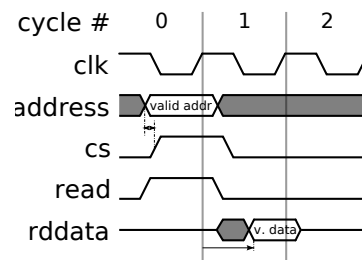 cycle # 0 1 2
clk
address valid addr
cs
read
rddata v. data